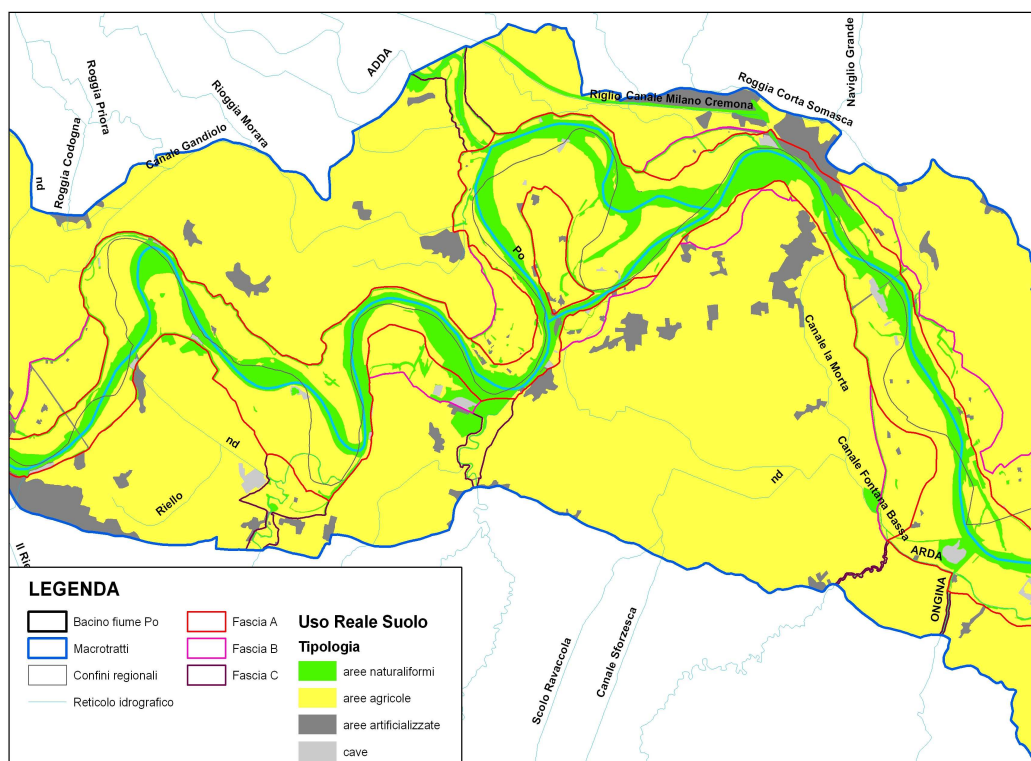 Roggia Priora
Roggia Codogna
nd
Rioggia Morara
Canale Gandiolo
ADDA
Riglio Canale Milano Cremona
Roggia Corta Somasca
Naviglio Grande
Po
Canale la Morta
Canale Fontana Bassa
nd
Riello
nd
ARDA
ONGINA
Scolo Ravaccola
Canale Sforzesca
LEGENDA
Bacino fiume Po
Macrotratti
Confini regionali
Reticolo idrografico
Fascia A
Fascia B
Fascia C
Uso Reale Suolo
Tipologia
aree naturaliformi
aree agricole
aree artificializzate
cave